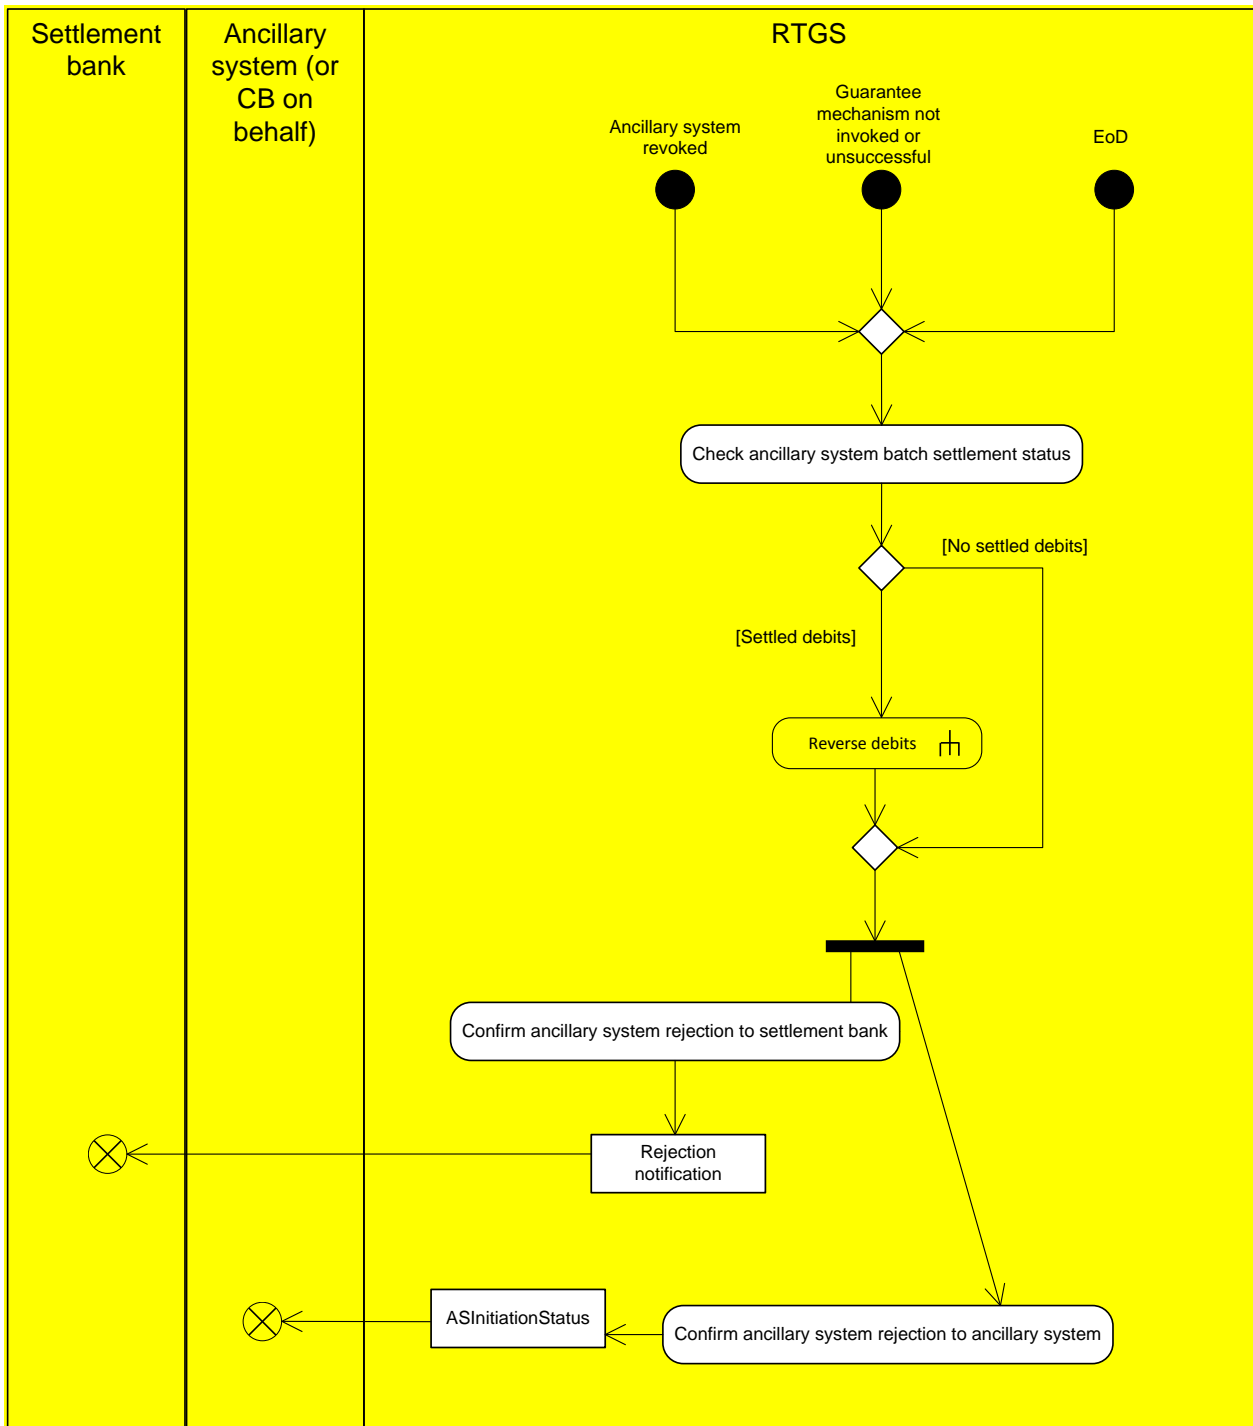 Settlement
bank
Ancillary
system (or
CB on
behalf)
RTGS
Ancillary system
revoked
Guarantee
mechanism not
invoked or
unsuccessful
EoD
Check ancillary system batch settlement status
[No settled debits]
[Settled debits]
Reverse debits
Confirm ancillary system rejection to settlement bank
Rejection
notification
ASInitiationStatus
Confirm ancillary system rejection to ancillary system